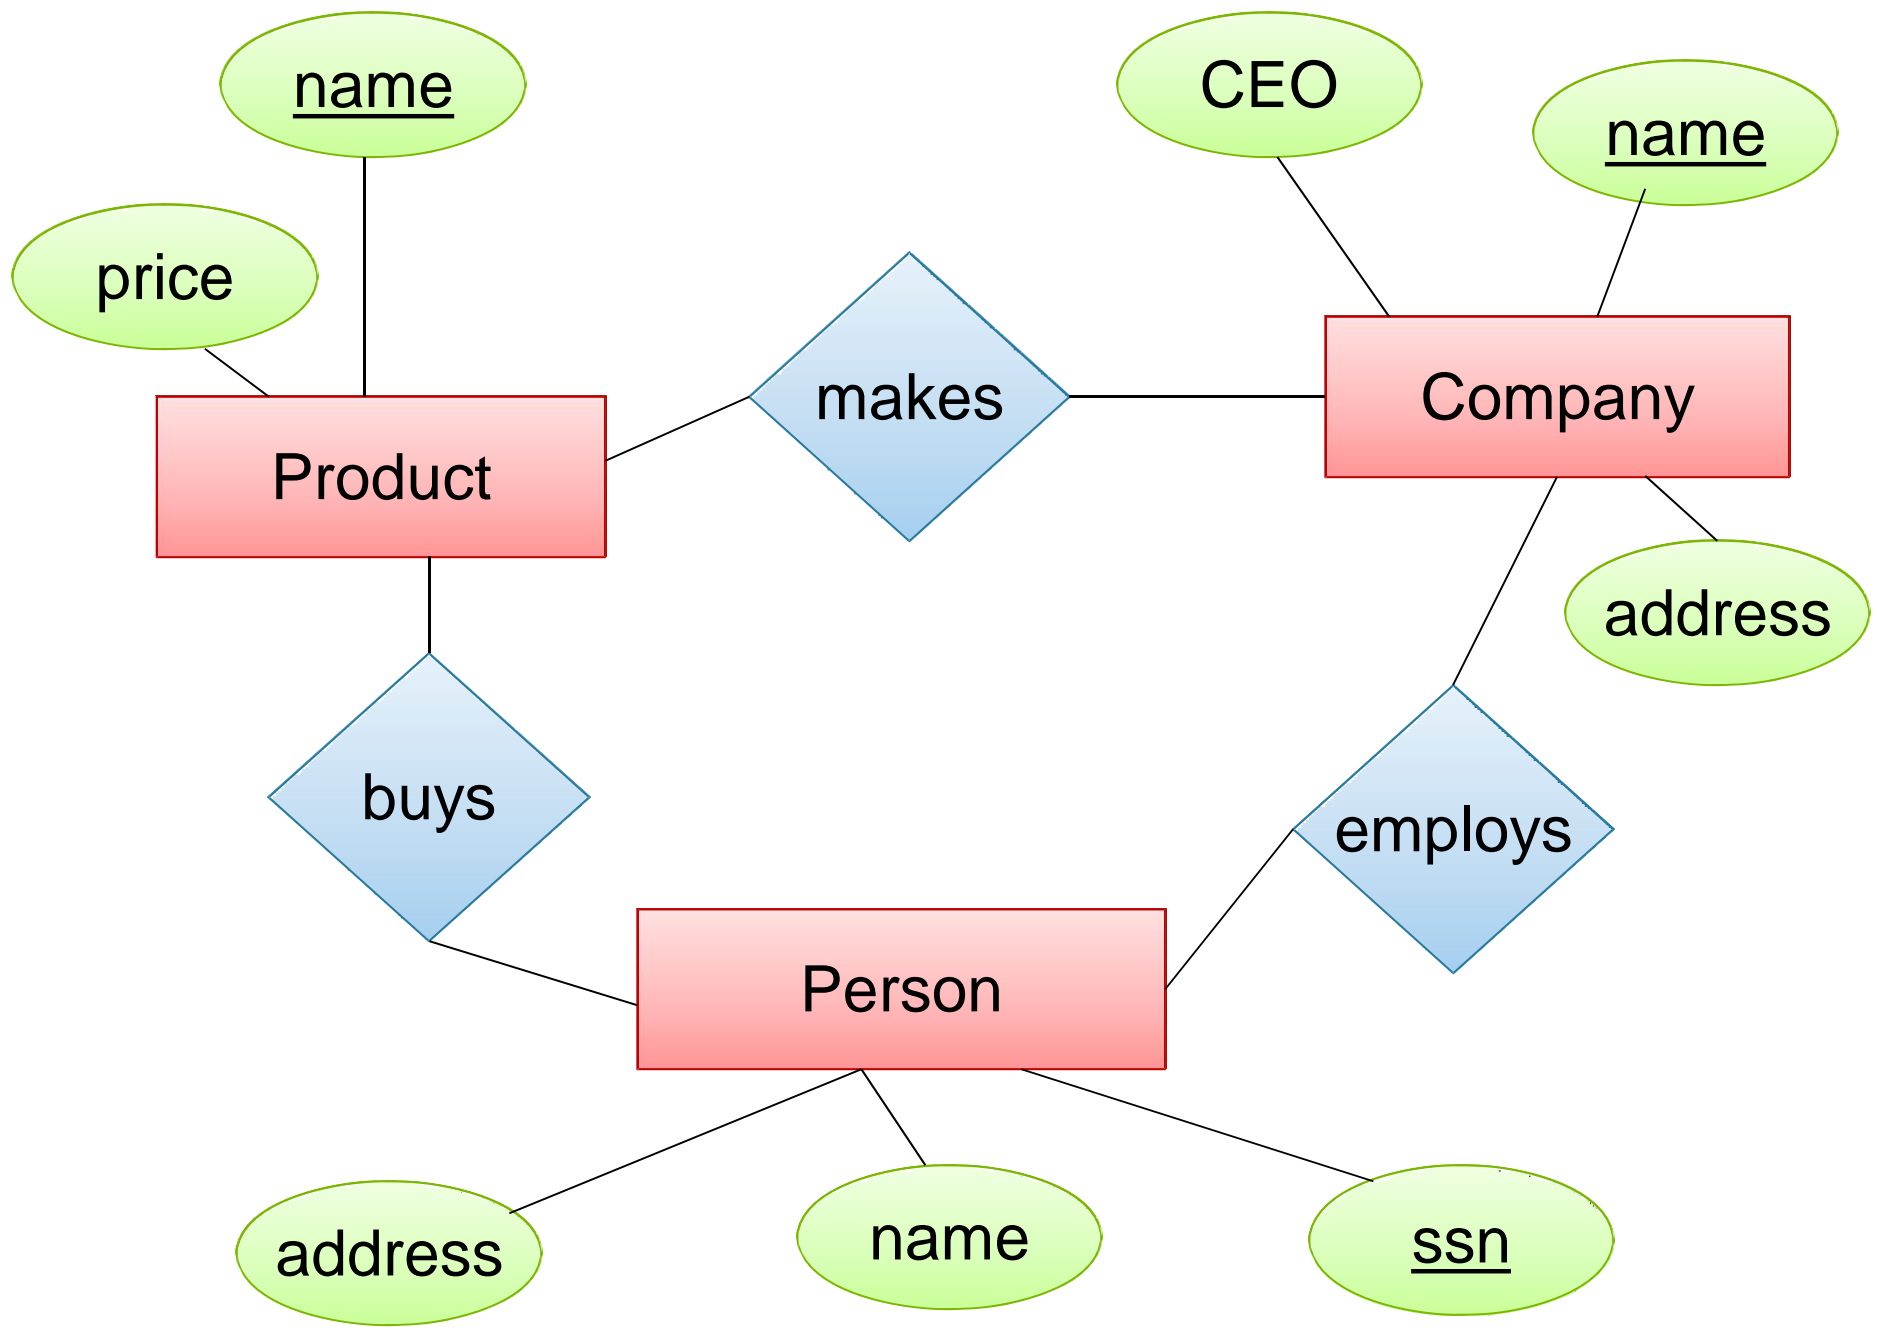 name
CEO
name
price
makes
Company
Product
address
buys
employs
Person
address
name
ssn